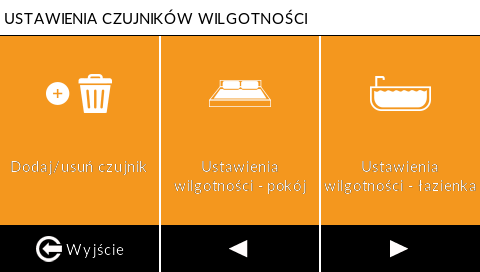 USTAWIENIA CZUJNIKÓW WILGOTNOŚCI
Dodaj/usuń czujnik
Ustawienia
wilgotności - pokój
Ustawienia
wilgotności - łazienka
Wyjście